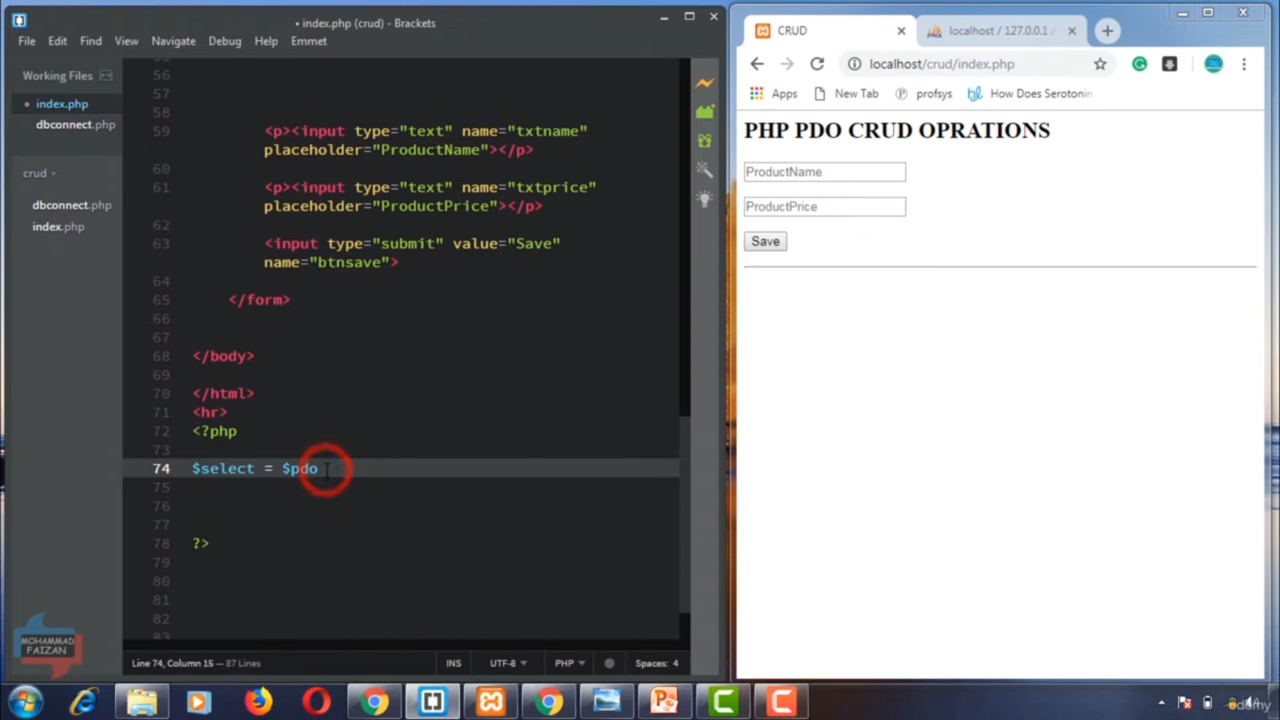 • index.php (crud) - Brackets
File Edit Find View Navigate Debug Help Emmet
Working Files
• index.php
dbconnect.php
crud
dbconnect.php
index.php
56
57
58
59 <p><input type="text" name="txtname"
placeholder="ProductName"></p>
60
61 <p><input type="text" name="txtprice"
placeholder="ProductPrice"></p>
62
63 <input type="submit" value="Save"
name="btnsave">
64
65 </form>
66
67
68 </body>
69
70 </html>
71 <hr>
72 <?php
73
74 $select = $pdo
75
76
77
78 ?>
79
80
81
82
83
Line 74, Column 15 — 87 Lines
INS UTF-8 PHP Spaces: 4
MOHAMMAD
FAIZAN
CRUD
localhost / 127.0.0.1 /
localhost/crud/index.php
Apps New Tab profsys How Does Serotonin
PHP PDO CRUD OPRATIONS
ProductName
ProductPrice
Save
udemy